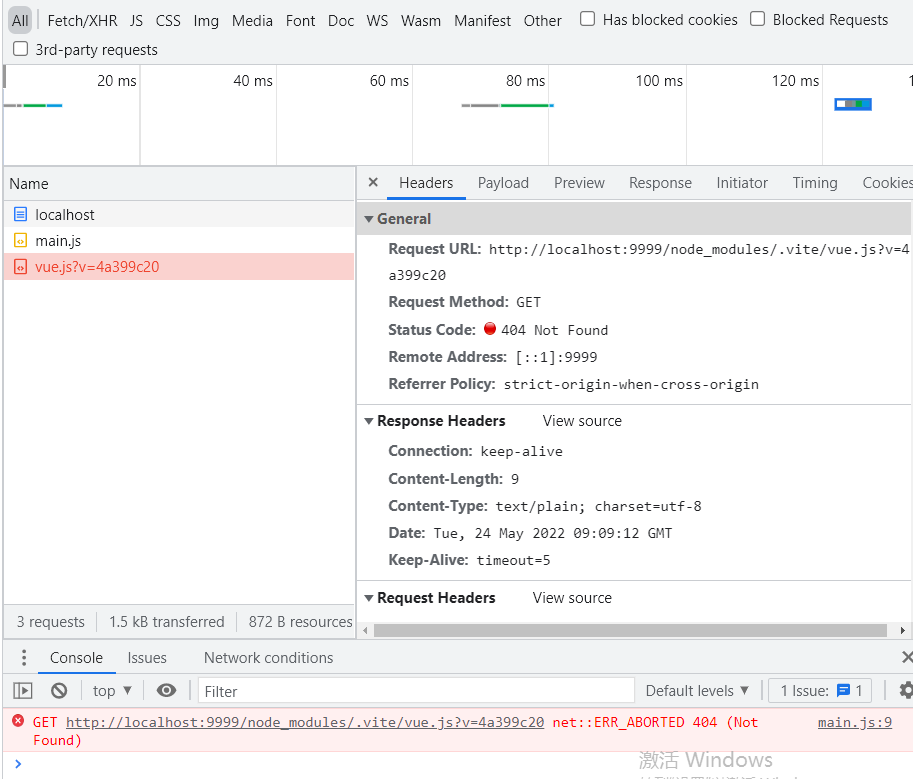 All Fetch/XHR JS CSS Img Media Font Doc WS Wasm Manifest Other Has blocked cookies Blocked Requests
3rd-party requests
20 ms 40 ms 60 ms 80 ms 100 ms 120 ms 1
Name
localhost
main.js
vue.js?v=4a399c20
3 requests 1.5 kB transferred 872 B resources
× Headers Payload Preview Response Initiator Timing Cookies
General
Request URL: http://localhost:9999/node_modules/.vite/vue.js?v=4
a399c20
Request Method: GET
Status Code: 404 Not Found
Remote Address: [::1]:9999
Referrer Policy: strict-origin-when-cross-origin
Response Headers View source
Connection: keep-alive
Content-Length: 9
Content-Type: text/plain; charset=utf-8
Date: Tue, 24 May 2022 09:09:12 GMT
Keep-Alive: timeout=5
Request Headers View source
Console Issues Network conditions
top Filter Default levels 1 Issue: 1
GET http://localhost:9999/node_modules/.vite/vue.js?v=4a399c20 net::ERR_ABORTED 404 (Not main.js:9
Found)
激活 Windows